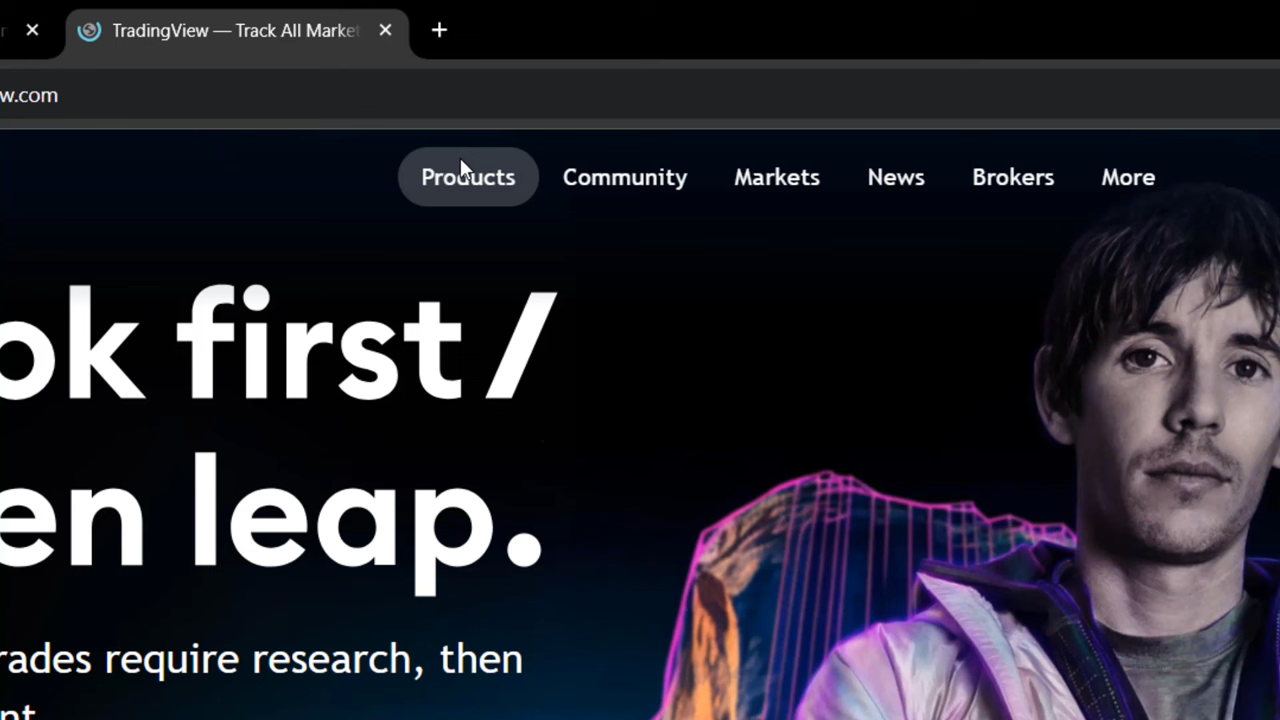 TradingView — Track All Market
w.com
Products Community Markets News Brokers More
ok first/
en leap.
rades require research, then
nt